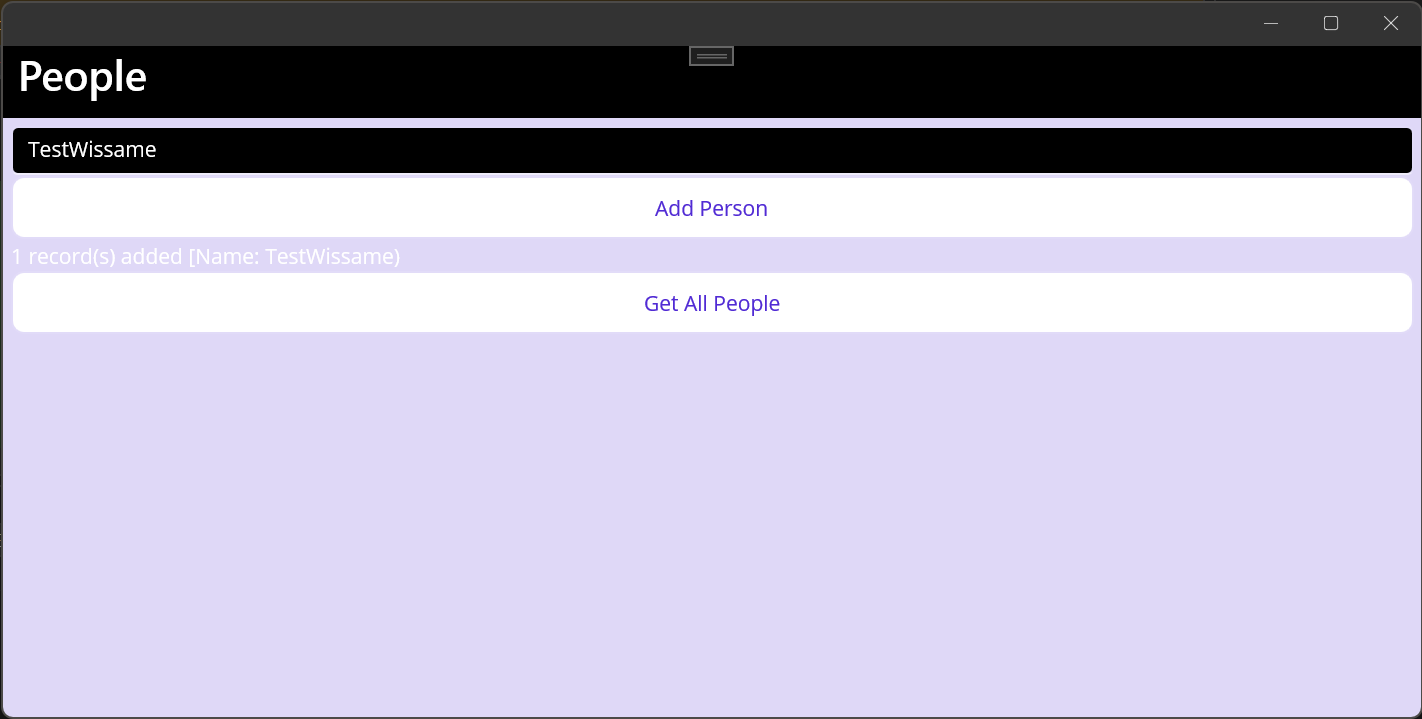 People
TestWissame
Add Person
1 record(s) added [Name: TestWissame)
Get All People